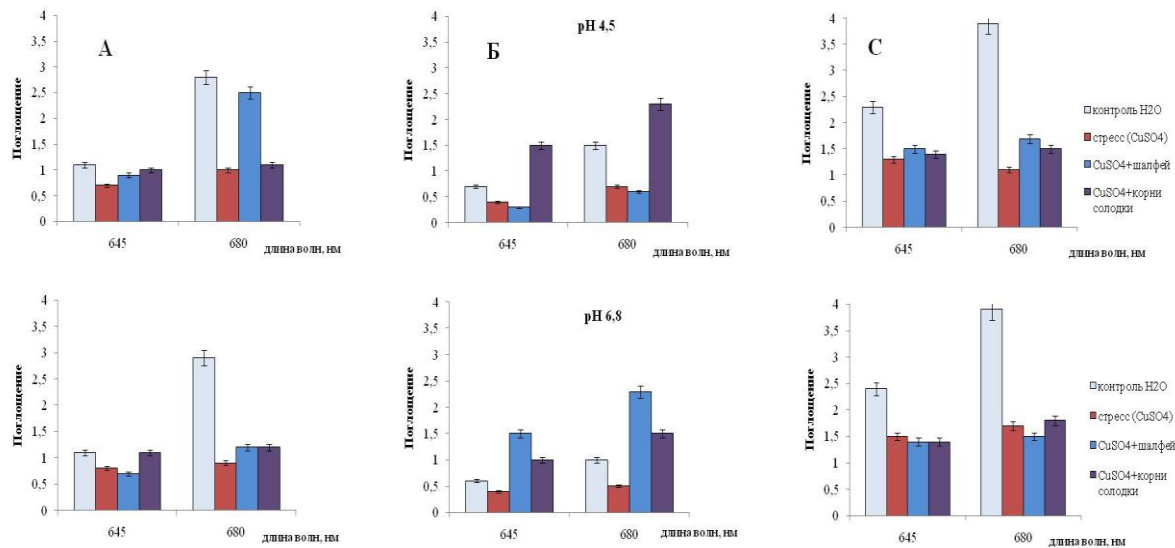 А
Поглощение
4
3,5
3
2,5
2
1,5
1
0,5
0
645
680
длина волн, нм
рН 4,5
Б
Поглощение
4
3,5
3
2,5
2
1,5
1
0,5
0
645
680
длина волн, нм
С
Поглощение
4
3,5
3
2,5
2
1,5
1
0,5
0
645
680
длина волн, нм
контроль H2O
стресс (CuSO4)
CuSO4+шалфей
CuSO4+корни
солодки
Поглощение
4
3,5
3
2,5
2
1,5
1
0,5
0
645
680
длина волн, нм
рН 6,8
Поглощение
4
3,5
3
2,5
2
1,5
1
0,5
0
645
680
длина волн, нм
Поглощение
4
3,5
3
2,5
2
1,5
1
0,5
0
645
680
длина волн, нм
контроль H2O
стресс (CuSO4)
CuSO4+шалфей
CuSO4+корни
солодки